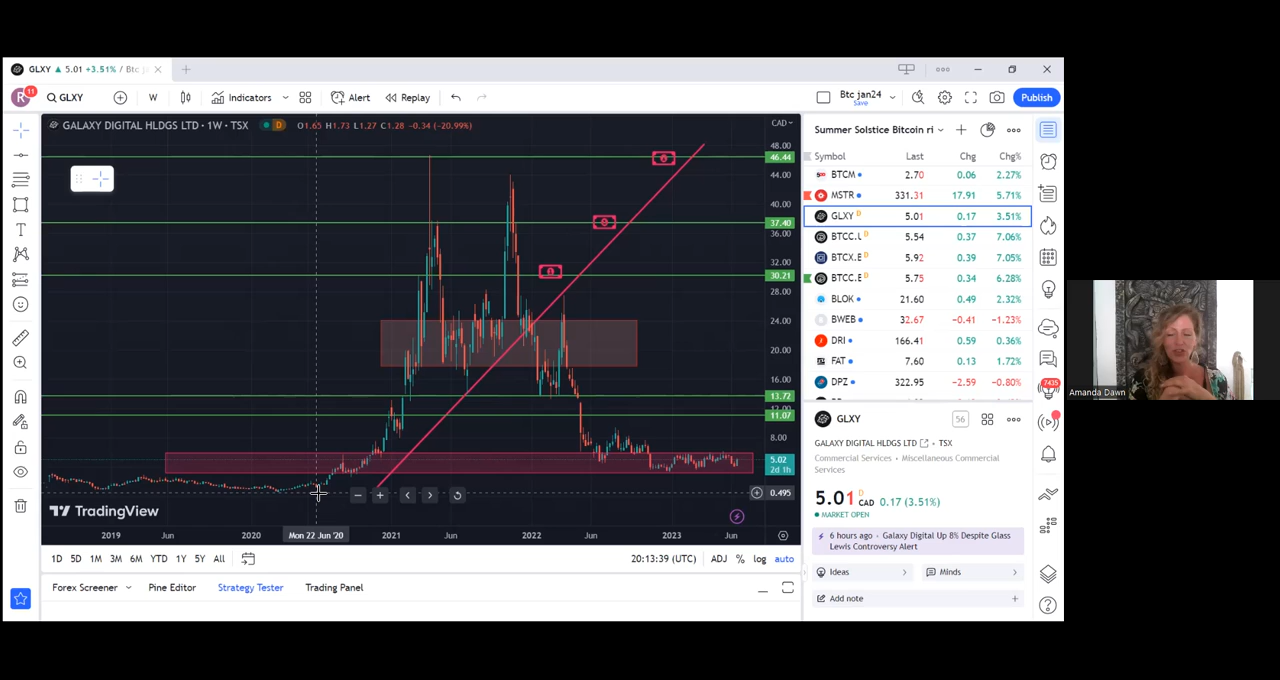 GLXY ▲ 5.01 +3.51% / Btc ja
R 11 GLXY W Indicators Alert Replay Btc jan24 Save Publish
GALAXY DIGITAL HLDGS LTD · 1W · TSX D O1.65 H1.73 L1.27 C1.28 −0.34 (−20.99%) CAD
48.00
46.44
44.00
40.00
37.40
36.00
32.00
30.21
28.00
24.00
20.00
16.00
13.72
12.00
11.07
8.00
5.02
2d 1h
0.495
TradingView
2019 Jun 2020 Mon 22 Jun '20 2021 Jun 2022 Jun 2023 Jun
1D 5D 1M 3M 6M YTD 1Y 5Y All 20:13:39 (UTC) ADJ % log auto
Forex Screener Pine Editor Strategy Tester Trading Panel
Summer Solstice Bitcoin ri
Symbol Last Chg Chg%
BTCM 2.70 0.06 2.27%
MSTR 331.31 17.91 5.71%
GLXY D 5.01 0.17 3.51%
BTCC.U D 5.54 0.37 7.06%
BTCX.E D 5.92 0.39 7.05%
BTCC.E D 5.75 0.34 6.28%
BLOK 21.60 0.49 2.32%
BWEB 32.67 −0.41 −1.23%
DRI 166.41 0.59 0.36%
FAT 7.60 0.13 1.72%
DPZ 322.95 −2.59 −0.80%
GLXY 56
GALAXY DIGITAL HLDGS LTD · TSX
Commercial Services · Miscellaneous Commercial
Services
5.01 D CAD 0.17 (3.51%)
MARKET OPEN
6 hours ago · Galaxy Digital Up 8% Despite Glass
Lewis Controversy Alert
Ideas Minds
Add note
7435
Amanda Dawn